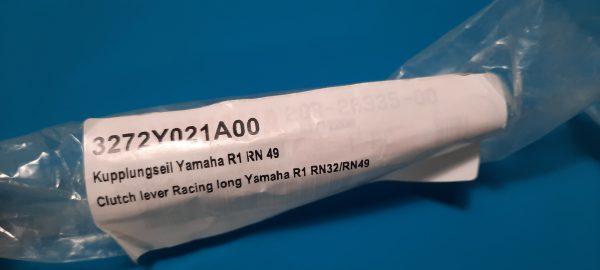 3272Y021A00
Kupplungseil Yamaha R1 RN 49
Clutch lever Racing long Yamaha R1 RN32/RN49